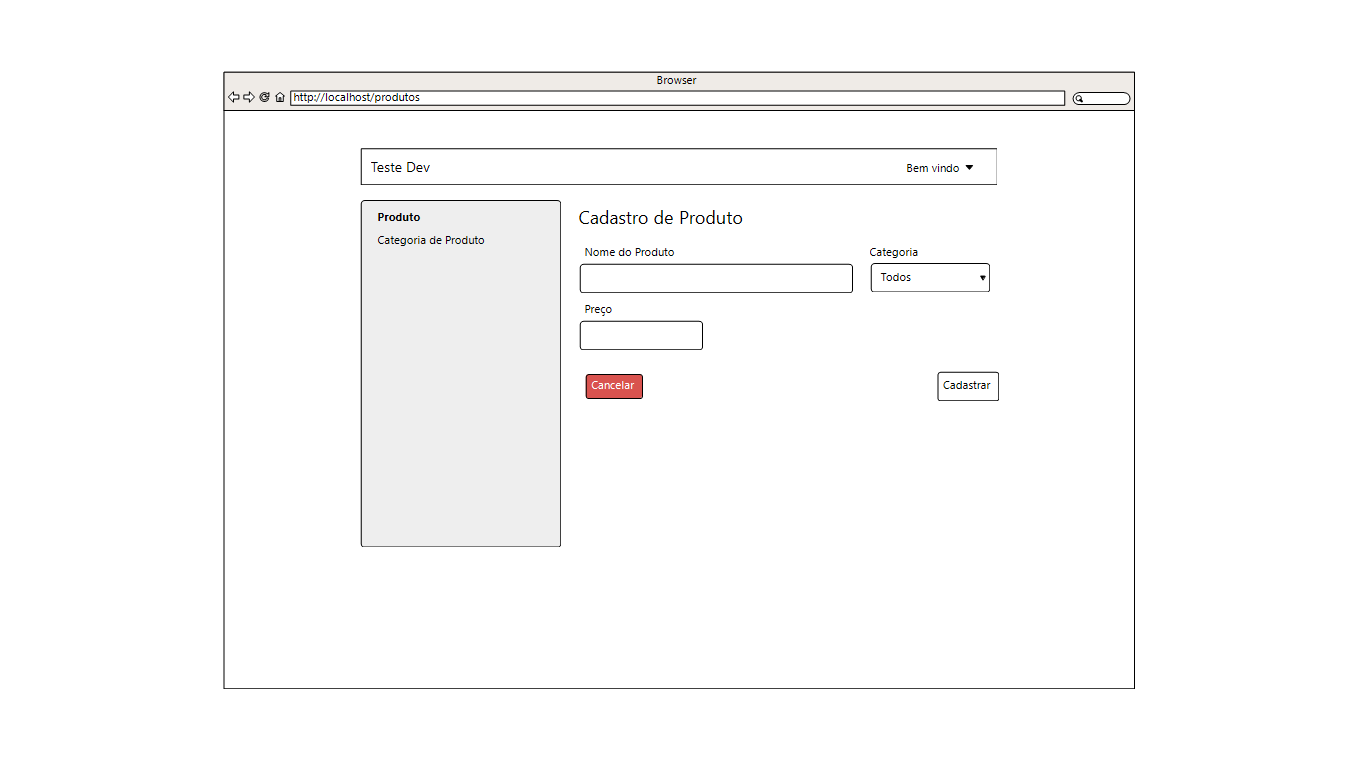 Browser
http://localhost/produtos
Teste Dev
Bem vindo
Produto
Categoria de Produto
Cadastro de Produto
Nome do Produto
Categoria
Todos
Preço
Cancelar
Cadastrar